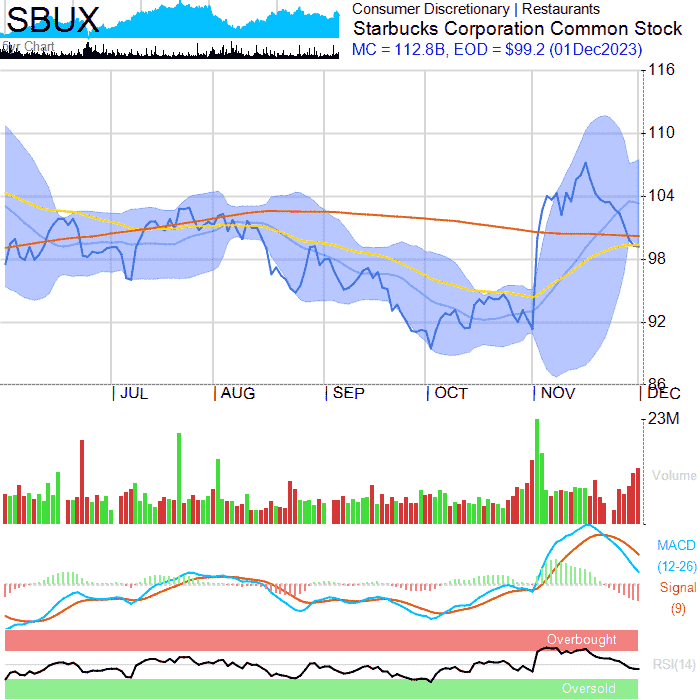 SBUX
5yr Chart
Consumer Discretionary | Restaurants
Starbucks Corporation Common Stock
MC = 112.8B, EOD = $99.2 (01Dec2023)
116
110
104
98
92
86
JUL
AUG
SEP
OCT
NOV
DEC
23M
Volume
MACD
(12-26)
Signal
(9)
Overbought
RSI(14)
Oversold